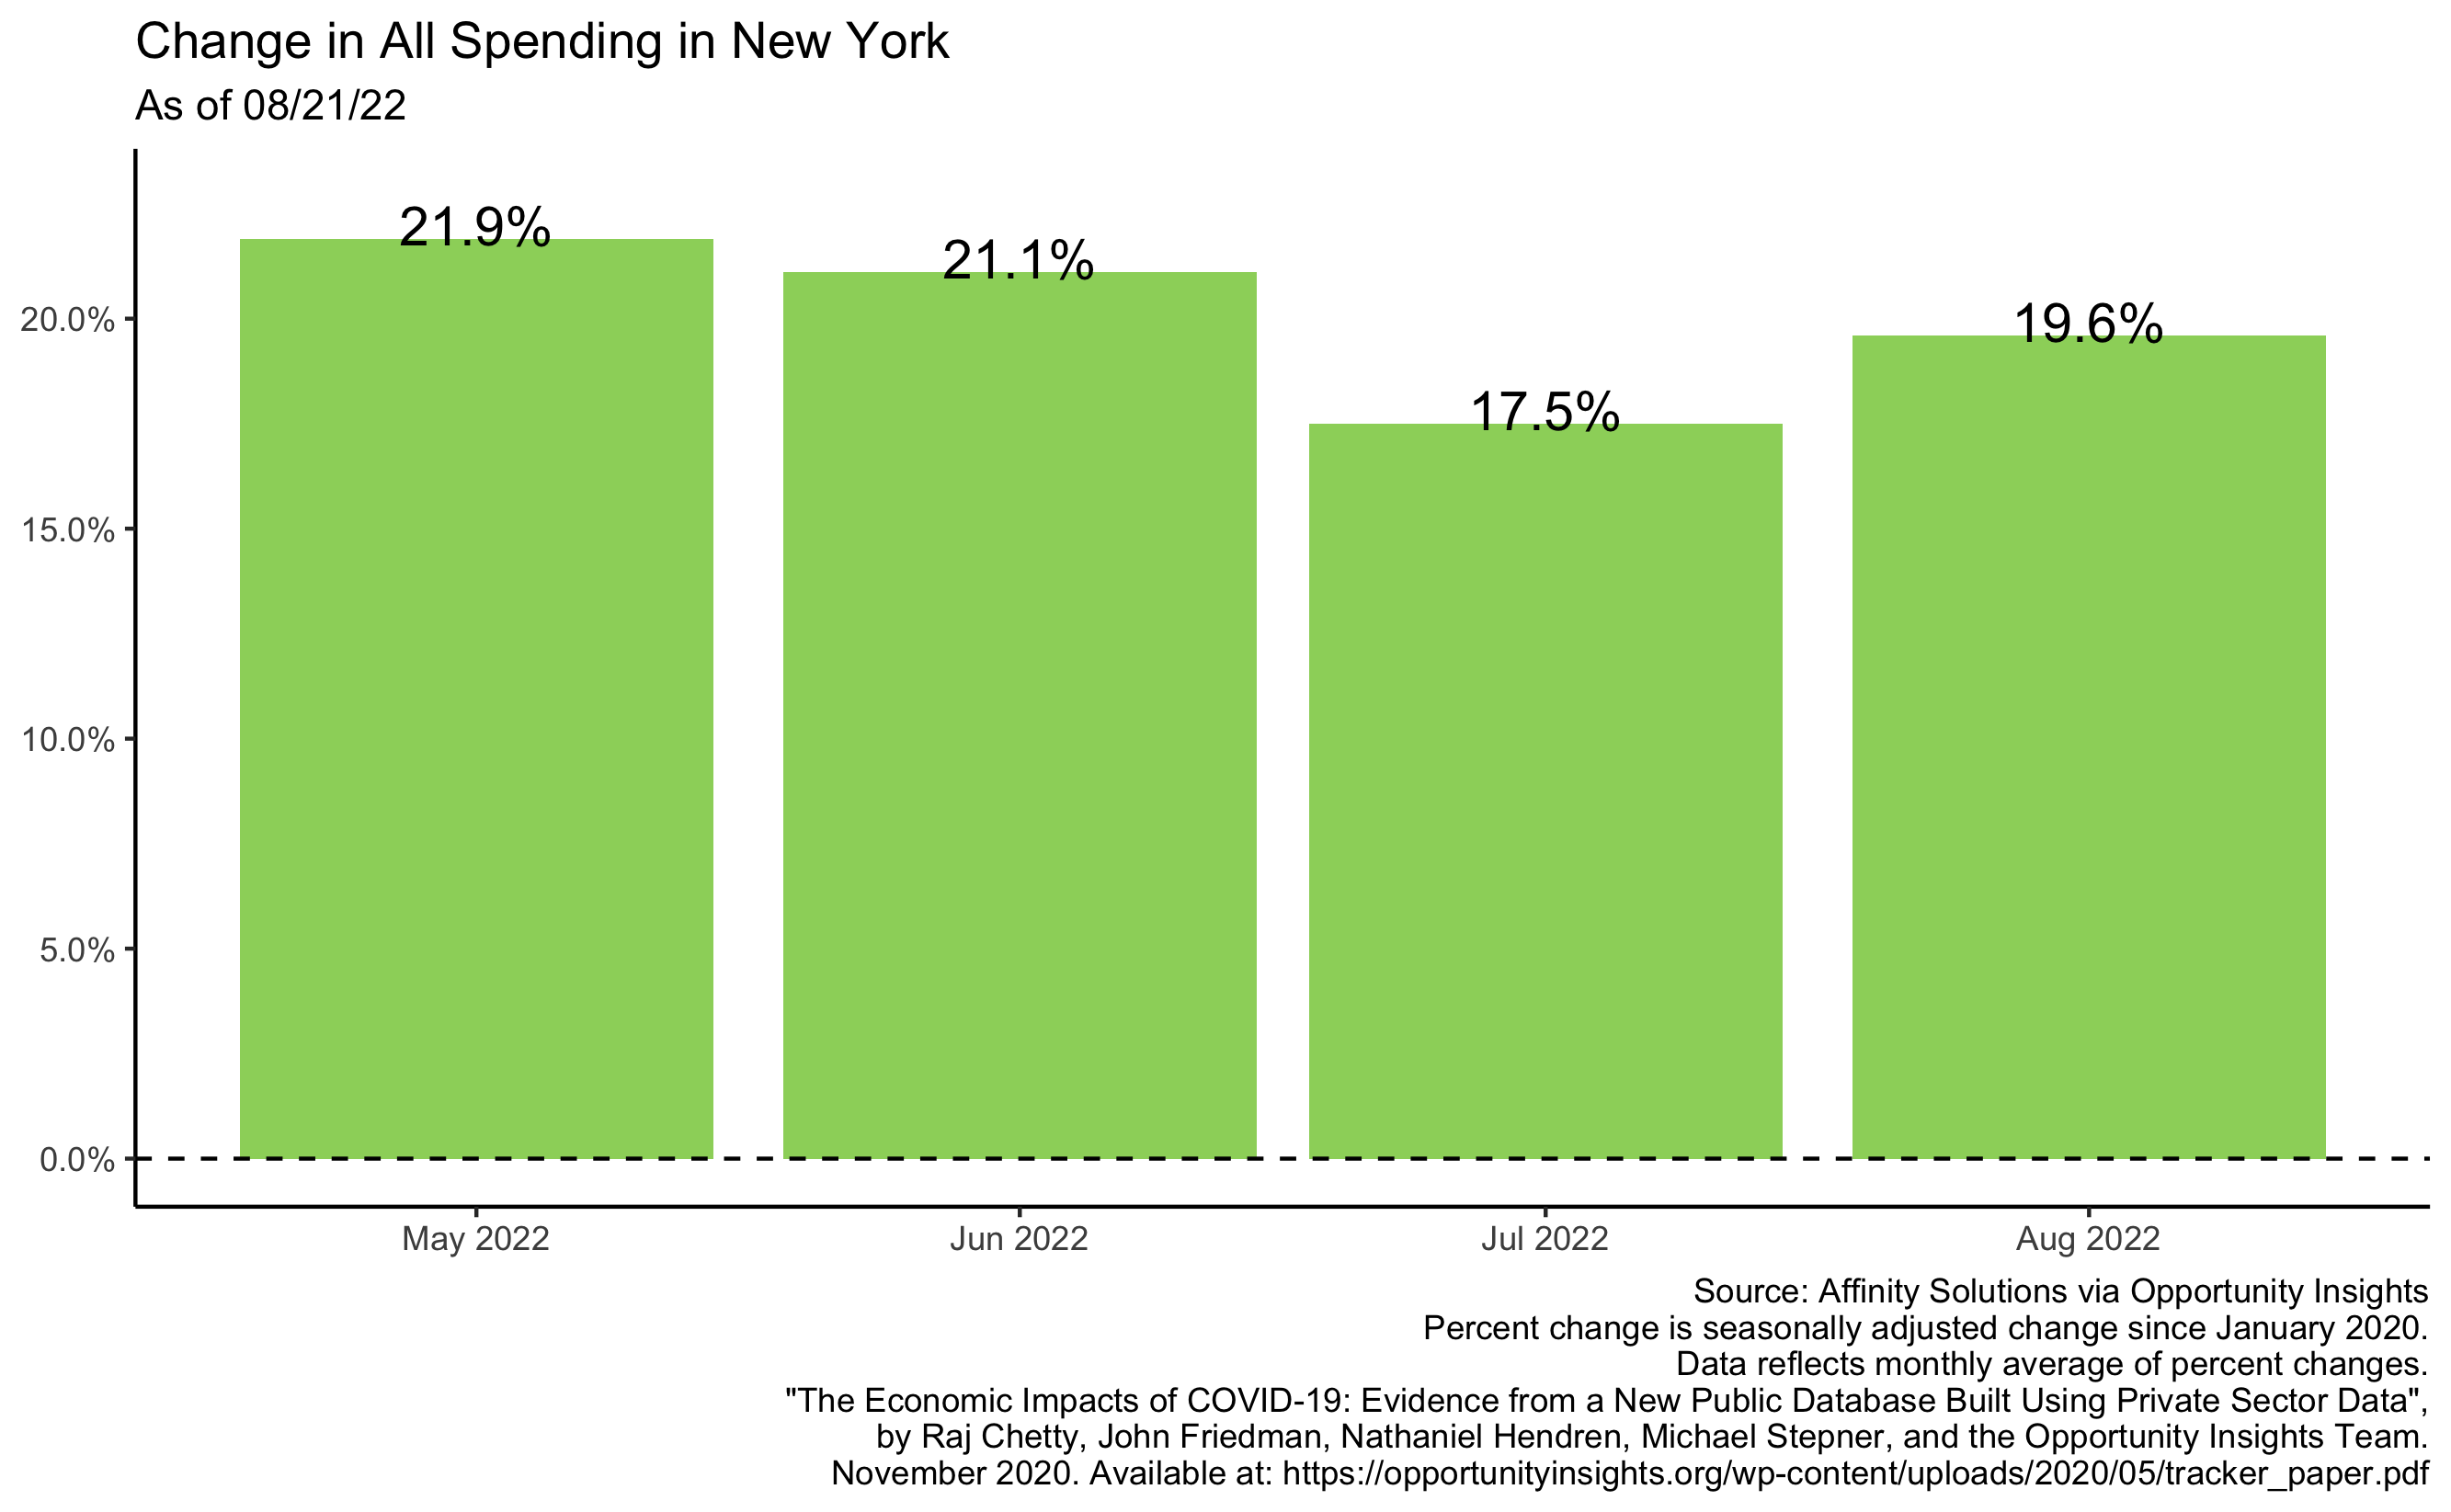 Change in All Spending in New York
As of 08/21/22
21.9%
21.1%
17.5%
19.6%
20.0%
15.0%
10.0%
5.0%
0.0%
May 2022
Jun 2022
Jul 2022
Aug 2022
Source: Affinity Solutions via Opportunity Insights
Percent change is seasonally adjusted change since January 2020.
Data reflects monthly average of percent changes.
"The Economic Impacts of COVID-19: Evidence from a New Public Database Built Using Private Sector Data",
by Raj Chetty, John Friedman, Nathaniel Hendren, Michael Stepner, and the Opportunity Insights Team.
November 2020. Available at: https://opportunityinsights.org/wp-content/uploads/2020/05/tracker_paper.pdf